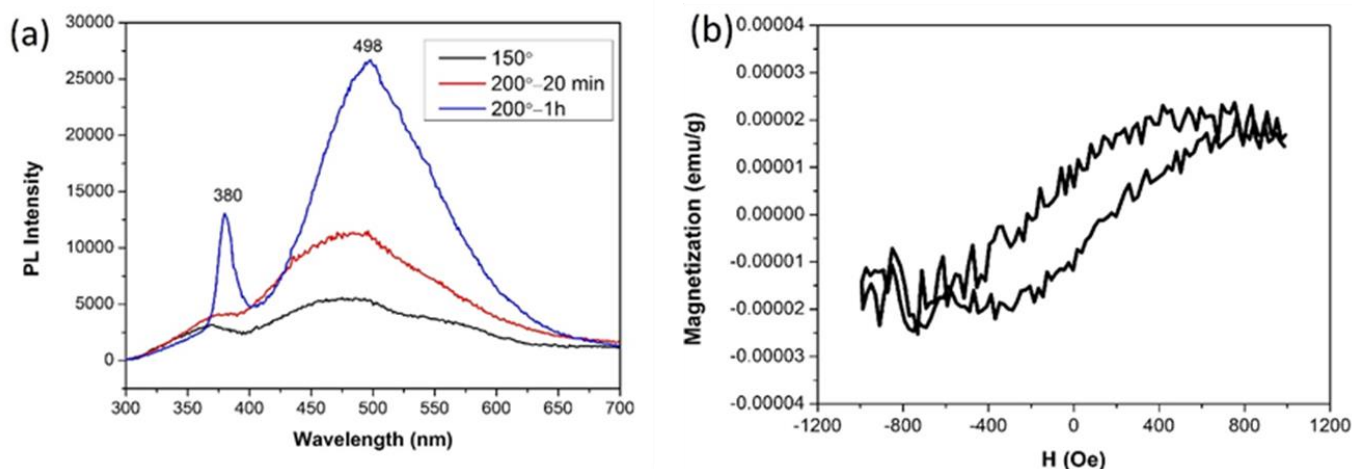 (a)
30000
25000
20000
15000
10000
5000
0
PL Intensity
380
498
150°
200°–20 min
200°–1h
300 350 400 450 500 550 600 650 700
Wavelength (nm)
(b)
0.00004
0.00003
0.00002
0.00001
0.00000
-0.00001
-0.00002
-0.00003
-0.00004
Magnetization (emu/g)
-1200 -800 -400 0 400 800 1200
H (Oe)